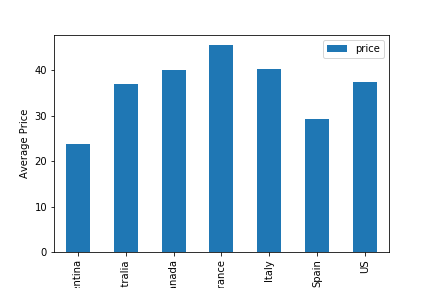 price
Average Price
40
30
20
10
0
entina
tralia
anada
rance
Italy
Spain
US